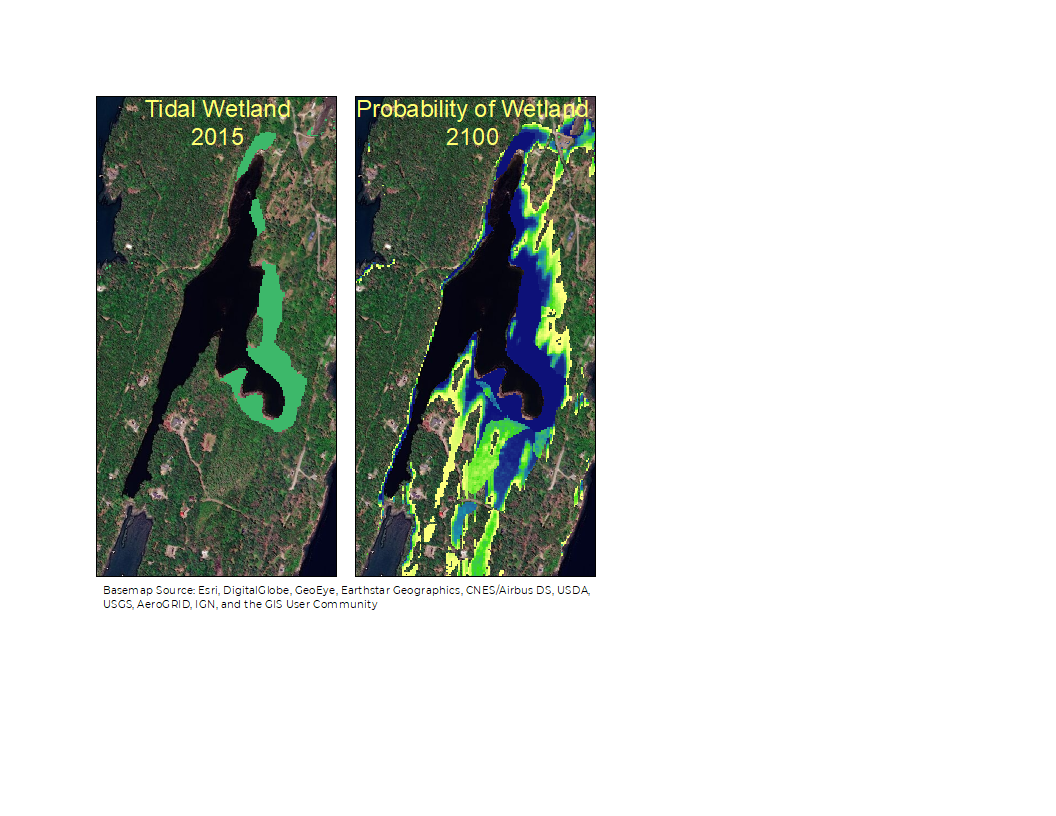 Tidal Wetland
2015
Probability of Wetland
2100
Basemap Source: Esri, DigitalGlobe, GeoEye, Earthstar Geographics, CNES/Airbus DS, USDA,
USGS, AeroGRID, IGN, and the GIS User Community